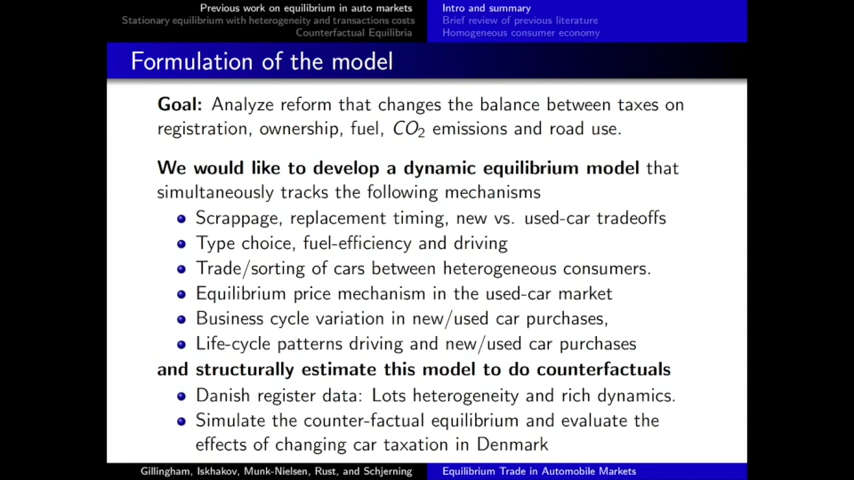 Previous work on equilibrium in auto markets
Stationary equilibrium with heterogeneity and transactions costs
Counterfactual Equilibria
Intro and summary
Brief review of previous literature
Homogeneous consumer economy
Formulation of the model
Goal: Analyze reform that changes the balance between taxes on
registration, ownership, fuel, CO2 emissions and road use.
We would like to develop a dynamic equilibrium model that
simultaneously tracks the following mechanisms
Scrappage, replacement timing, new vs. used-car tradeoffs
Type choice, fuel-efficiency and driving
Trade/sorting of cars between heterogeneous consumers.
Equilibrium price mechanism in the used-car market
Business cycle variation in new/used car purchases,
Life-cycle patterns driving and new/used car purchases
and structurally estimate this model to do counterfactuals
Danish register data: Lots heterogeneity and rich dynamics.
Simulate the counter-factual equilibrium and evaluate the
effects of changing car taxation in Denmark
Gillingham, Iskhakov, Munk-Nielsen, Rust, and Schjerning
Equilibrium Trade in Automobile Markets